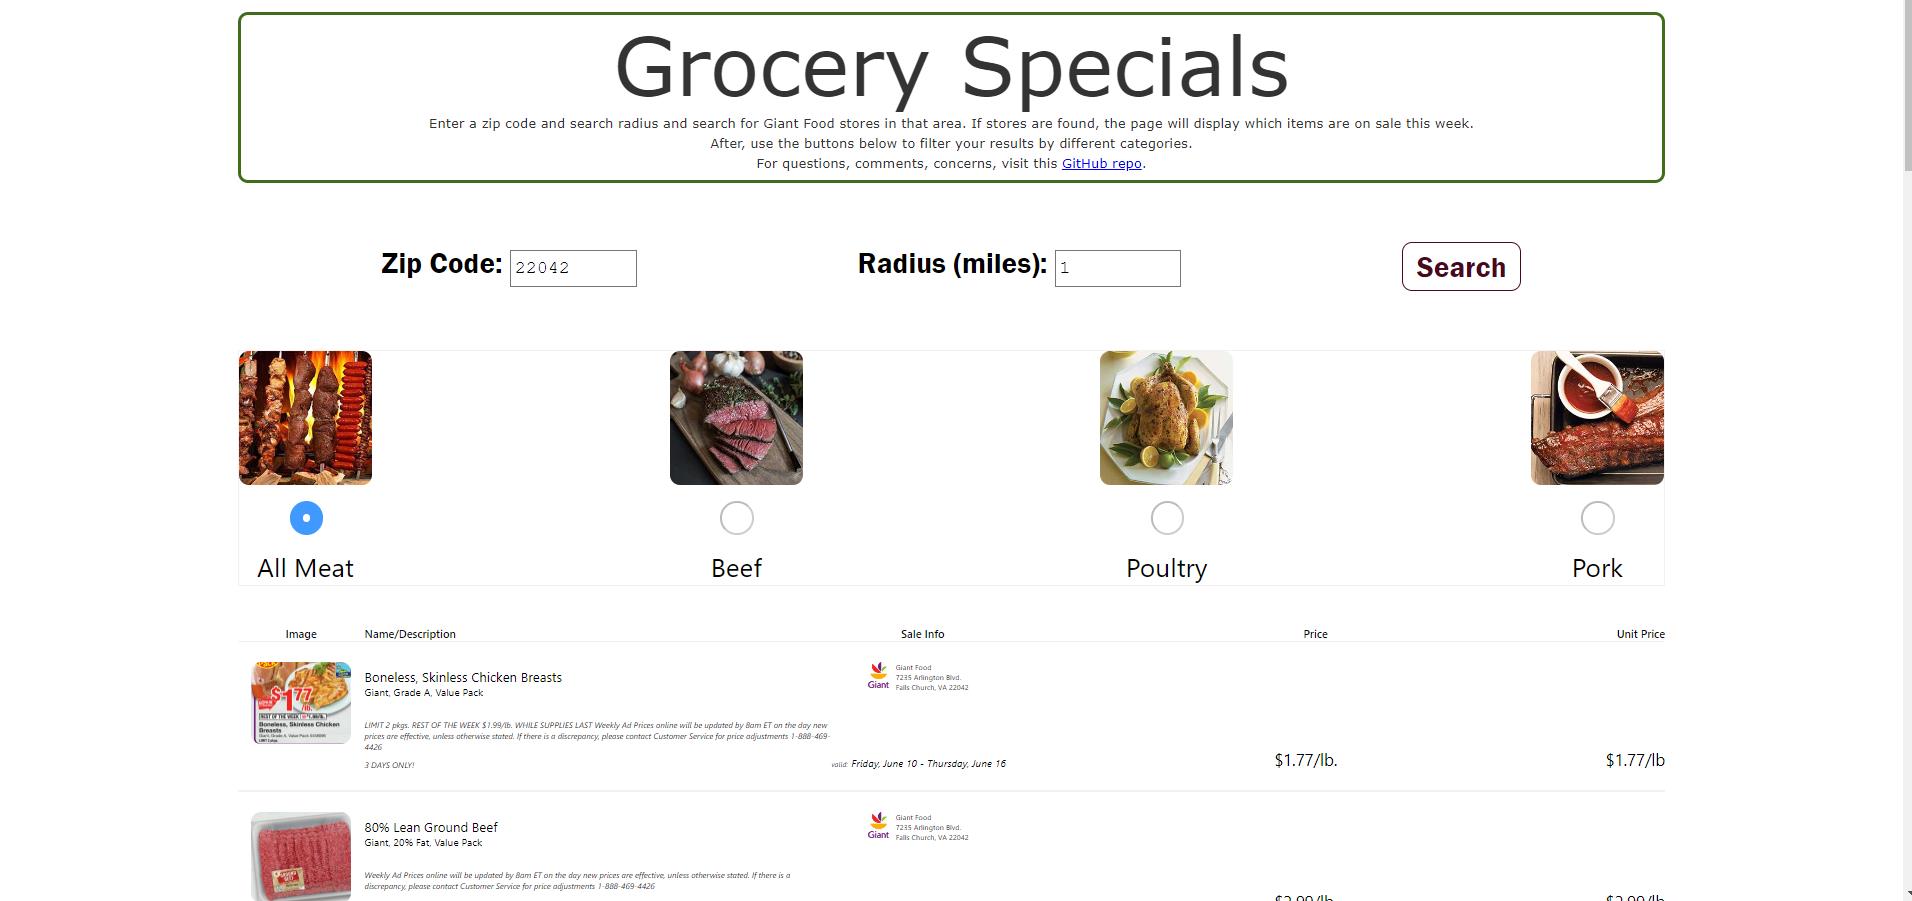 Grocery Specials
Enter a zip code and search radius and search for Giant Food stores in that area. If stores are found, the page will display which items are on sale this week.
After, use the buttons below to filter your results by different categories.
For questions, comments, concerns, visit this GitHub repo.
Zip Code: 22042 Radius (miles): 1 Search
All Meat Beef Poultry Pork
Image Name/Description Sale Info Price Unit Price
$1.77 /lb.
REST OF THE WEEK $1.99/lb.
Boneless, Skinless Chicken
Breasts
Giant, Grade A, Value Pack
LIMIT 2 pkgs.
Boneless, Skinless Chicken Breasts
Giant, Grade A, Value Pack
LIMIT 2 pkgs. REST OF THE WEEK $1.99/lb. WHILE SUPPLIES LAST Weekly Ad Prices online will be updated by 8am ET on the day new
prices are effective, unless otherwise stated. If there is a discrepancy, please contact Customer Service for price adjustments 1-888-469-
4426
3 DAYS ONLY!
Giant
Giant Food
7235 Arlington Blvd.
Falls Church, VA 22042
valid: Friday, June 10 - Thursday, June 16
$1.77/lb.
$1.77/lb
80% Lean Ground Beef
Giant, 20% Fat, Value Pack
Weekly Ad Prices online will be updated by 8am ET on the day new prices are effective, unless otherwise stated. If there is a
discrepancy, please contact Customer Service for price adjustments 1-888-469-4426
Giant
Giant Food
7235 Arlington Blvd.
Falls Church, VA 22042